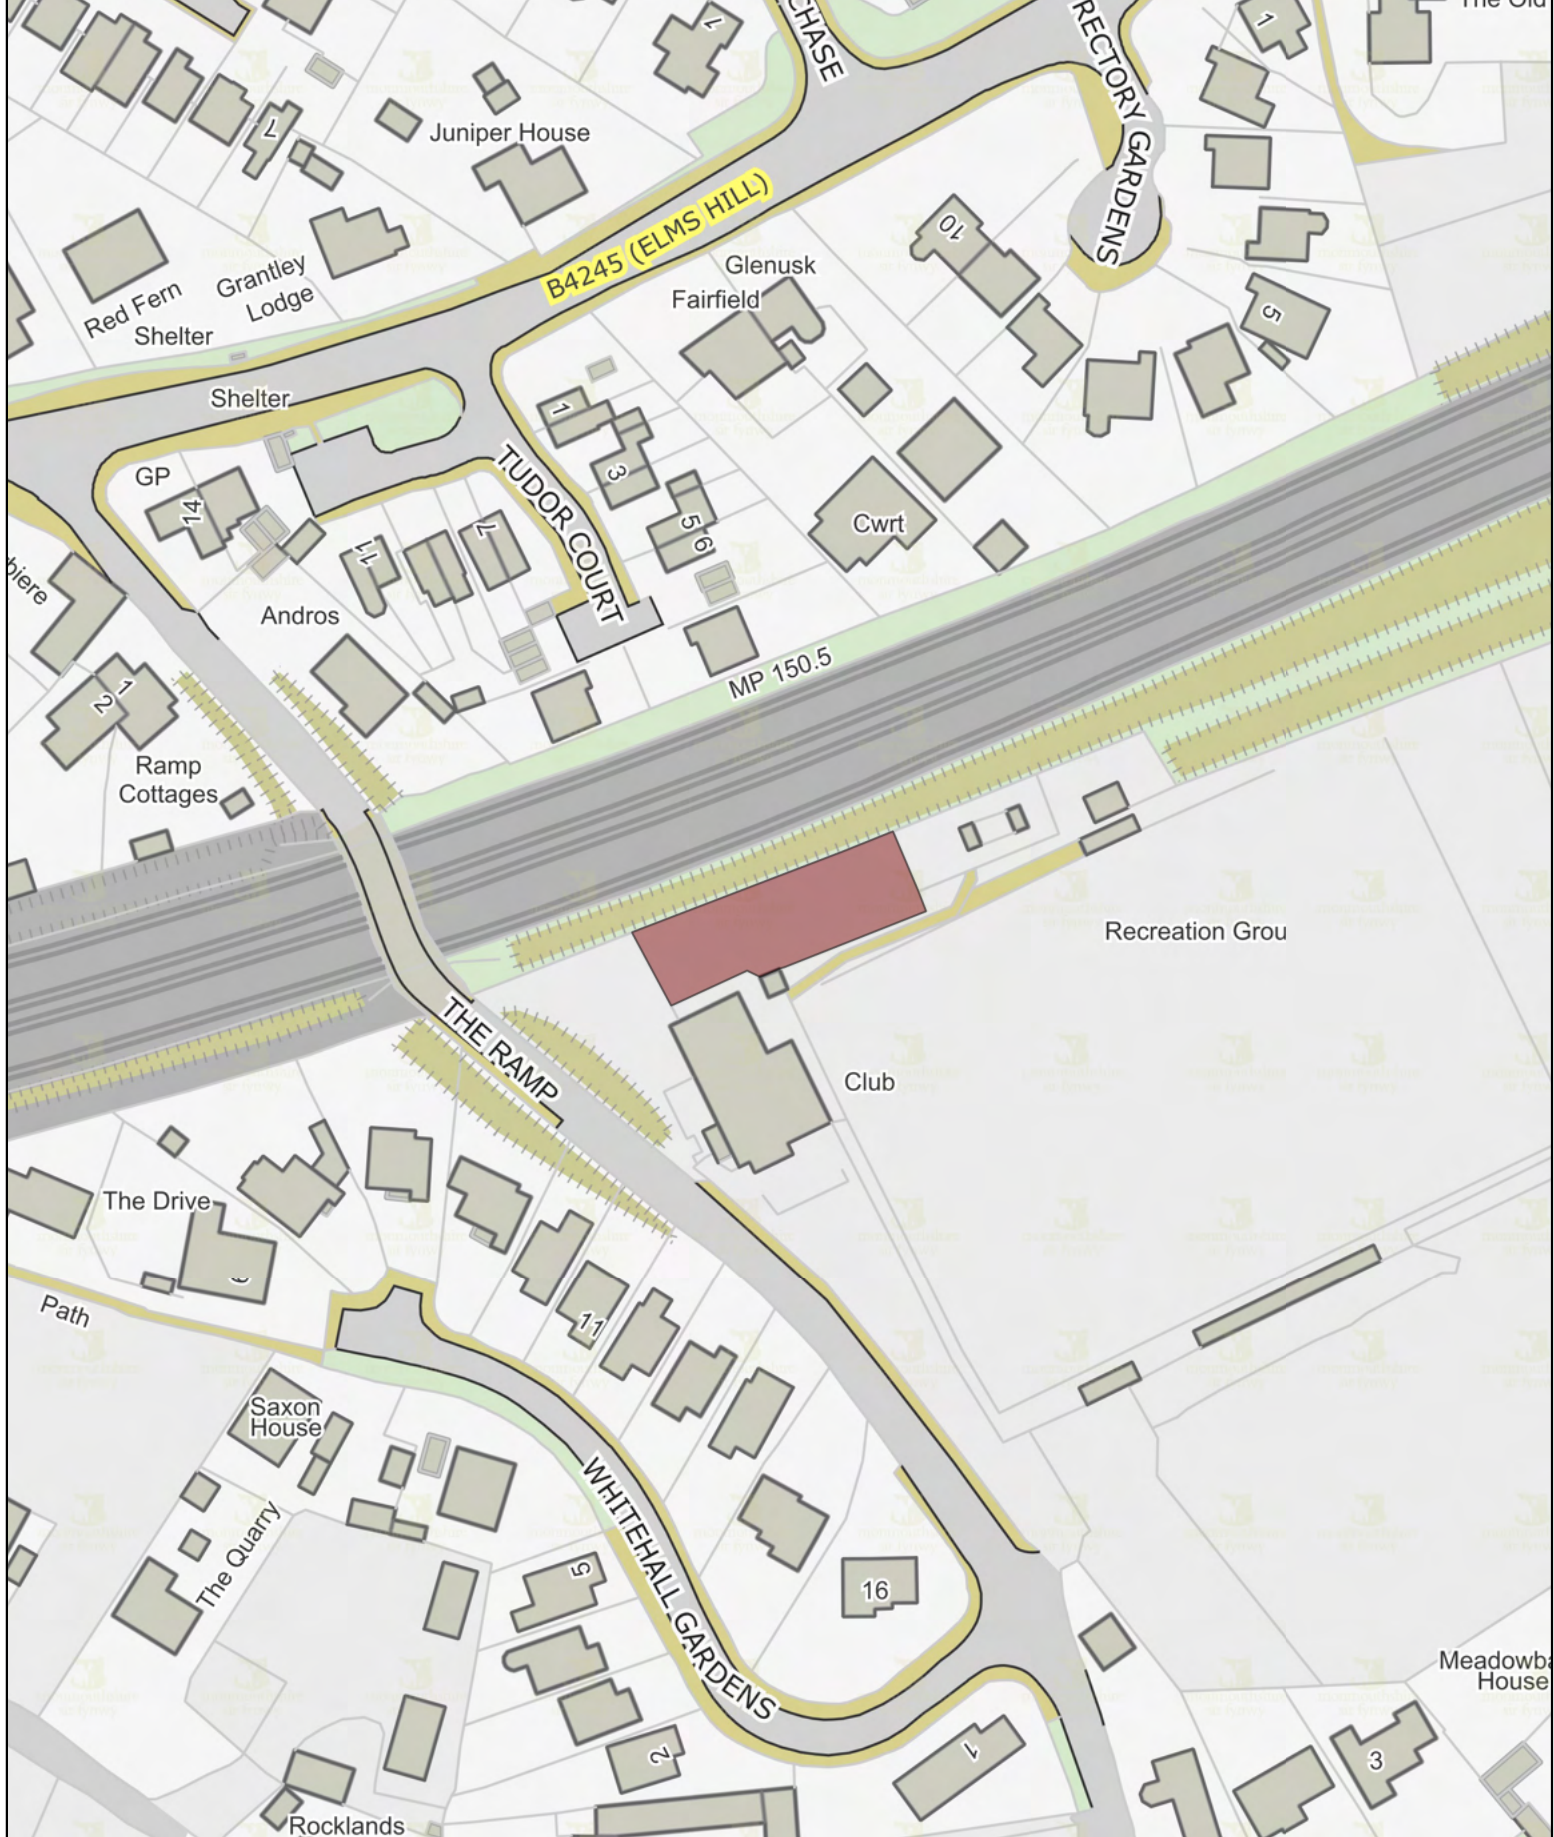 CHASE
RECTORY GARDENS
1
1
7
Juniper House
B4245 (ELMS HILL)
10
Red Fern
Grantley
Lodge
Shelter
Glenusk
Fairfield
5
Shelter
1
GP
14
3
TUDOR COURT
7
11
5
6
Cwrt
Andros
MP 150.5
1
2
Ramp
Cottages
Recreation Grou
THE RAMP
Club
The Drive
Path
11
Saxon
House
The Quarry
WHITEHALL GARDENS
5
16
Meadowba
House
2
1
3
Rocklands